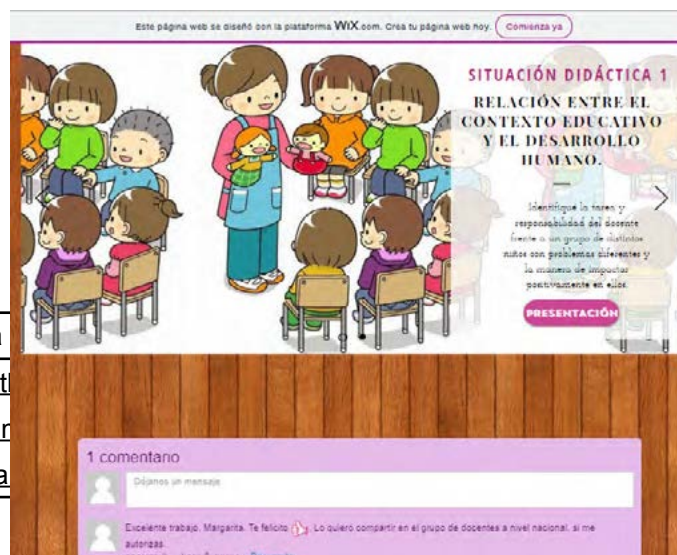 Este página web se diseñó con la plataforma WiX.com. Crea tu página web hoy. Comienza ya
SITUACIÓN DIDÁCTICA 1
RELACIÓN ENTRE EL
CONTEXTO EDUCATIVO
Y EL DESARROLLO
HUMANO.
Identifique la tarea y
responsabilidad del docente
frente a un grupo de distintos
niños con problemas diferentes y
la manera de impactar
positivamente en ellos.
PRESENTACIÓN
1 comentario
Déjanos un mensaje
Excelente trabajo, Margarita. Te felicito Lo quiero compartir en el grupo de docentes a nivel nacional, si me
autorizas.